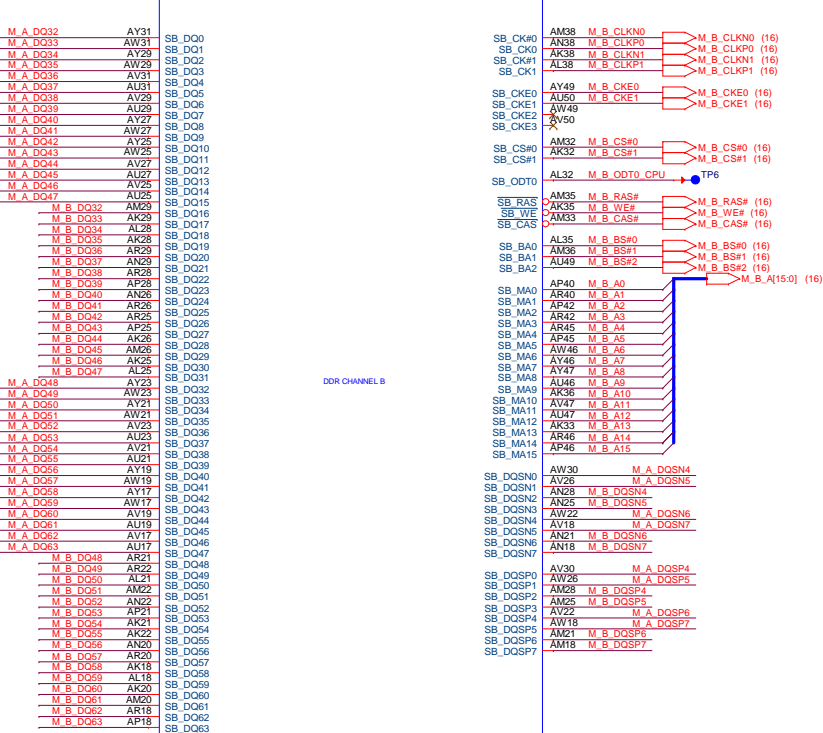 M_A_DQ32 AY31 SB_DQ0
M_A_DQ33 AW31 SB_DQ1
M_A_DQ34 AY29 SB_DQ2
M_A_DQ35 AW29 SB_DQ3
M_A_DQ36 AV31 SB_DQ4
M_A_DQ37 AU31 SB_DQ5
M_A_DQ38 AV29 SB_DQ6
M_A_DQ39 AU29 SB_DQ7
M_A_DQ40 AY27 SB_DQ8
M_A_DQ41 AW27 SB_DQ9
M_A_DQ42 AY25 SB_DQ10
M_A_DQ43 AW25 SB_DQ11
M_A_DQ44 AV27 SB_DQ12
M_A_DQ45 AU27 SB_DQ13
M_A_DQ46 AV25 SB_DQ14
M_A_DQ47 AU25 SB_DQ15
M_B_DQ32 AM29 SB_DQ16
M_B_DQ33 AK29 SB_DQ17
M_B_DQ34 AL28 SB_DQ18
M_B_DQ35 AK28 SB_DQ19
M_B_DQ36 AR29 SB_DQ20
M_B_DQ37 AN29 SB_DQ21
M_B_DQ38 AR28 SB_DQ22
M_B_DQ39 AP28 SB_DQ23
M_B_DQ40 AN26 SB_DQ24
M_B_DQ41 AR26 SB_DQ25
M_B_DQ42 AR25 SB_DQ26
M_B_DQ43 AP25 SB_DQ27
M_B_DQ44 AK26 SB_DQ28
M_B_DQ45 AM26 SB_DQ29
M_B_DQ46 AK25 SB_DQ30
M_B_DQ47 AL25 SB_DQ31
M_A_DQ48 AY23 SB_DQ32
M_A_DQ49 AW23 SB_DQ33
M_A_DQ50 AY21 SB_DQ34
M_A_DQ51 AW21 SB_DQ35
M_A_DQ52 AV23 SB_DQ36
M_A_DQ53 AU23 SB_DQ37
M_A_DQ54 AV21 SB_DQ38
M_A_DQ55 AU21 SB_DQ39
M_A_DQ56 AY19 SB_DQ40
M_A_DQ57 AW19 SB_DQ41
M_A_DQ58 AY17 SB_DQ42
M_A_DQ59 AW17 SB_DQ43
M_A_DQ60 AV19 SB_DQ44
M_A_DQ61 AU19 SB_DQ45
M_A_DQ62 AV17 SB_DQ46
M_A_DQ63 AU17 SB_DQ47
M_B_DQ48 AR21 SB_DQ48
M_B_DQ49 AR22 SB_DQ49
M_B_DQ50 AL21 SB_DQ50
M_B_DQ51 AM22 SB_DQ51
M_B_DQ52 AN22 SB_DQ52
M_B_DQ53 AP21 SB_DQ53
M_B_DQ54 AK21 SB_DQ54
M_B_DQ55 AK22 SB_DQ55
M_B_DQ56 AN20 SB_DQ56
M_B_DQ57 AR20 SB_DQ57
M_B_DQ58 AK18 SB_DQ58
M_B_DQ59 AL18 SB_DQ59
M_B_DQ60 AK20 SB_DQ60
M_B_DQ61 AM20 SB_DQ61
M_B_DQ62 AR18 SB_DQ62
M_B_DQ63 AP18 SB_DQ63
DDR CHANNEL B
SB_CK#0 AM38 M_B_CLKN0 M_B_CLKN0 (16)
SB_CK0 AN38 M_B_CLKP0 M_B_CLKP0 (16)
SB_CK#1 AK38 M_B_CLKN1 M_B_CLKN1 (16)
SB_CK1 AL38 M_B_CLKP1 M_B_CLKP1 (16)
SB_CKE0 AY49 M_B_CKE0 M_B_CKE0 (16)
SB_CKE1 AU50 M_B_CKE1 M_B_CKE1 (16)
SB_CKE2 AW49
SB_CKE3 AV50
SB_CS#0 AM32 M_B_CS#0 M_B_CS#0 (16)
SB_CS#1 AK32 M_B_CS#1 M_B_CS#1 (16)
SB_ODT0 AL32 M_B_ODT0_CPU TP6
SB_RAS AM35 M_B_RAS# M_B_RAS# (16)
SB_WE AK35 M_B_WE# M_B_WE# (16)
SB_CAS AM33 M_B_CAS# M_B_CAS# (16)
SB_BA0 AL35 M_B_BS#0 M_B_BS#0 (16)
SB_BA1 AM36 M_B_BS#1 M_B_BS#1 (16)
SB_BA2 AU49 M_B_BS#2 M_B_BS#2 (16)
M_B_A[15:0] (16)
SB_MA0 AP40 M_B_A0
SB_MA1 AR40 M_B_A1
SB_MA2 AP42 M_B_A2
SB_MA3 AR42 M_B_A3
SB_MA4 AR45 M_B_A4
SB_MA5 AP45 M_B_A5
SB_MA6 AW46 M_B_A6
SB_MA7 AY46 M_B_A7
SB_MA8 AY47 M_B_A8
SB_MA9 AU46 M_B_A9
SB_MA10 AK36 M_B_A10
SB_MA11 AV47 M_B_A11
SB_MA12 AU47 M_B_A12
SB_MA13 AK33 M_B_A13
SB_MA14 AR46 M_B_A14
SB_MA15 AP46 M_B_A15
SB_DQSN0 AW30 M_A_DQSN4
SB_DQSN1 AV26 M_A_DQSN5
SB_DQSN2 AN28 M_B_DQSN4
SB_DQSN3 AN25 M_B_DQSN5
SB_DQSN4 AW22 M_A_DQSN6
SB_DQSN5 AV18 M_A_DQSN7
SB_DQSN6 AN21 M_B_DQSN6
SB_DQSN7 AN18 M_B_DQSN7
SB_DQSP0 AV30 M_A_DQSP4
SB_DQSP1 AW26 M_A_DQSP5
SB_DQSP2 AM28 M_B_DQSP4
SB_DQSP3 AM25 M_B_DQSP5
SB_DQSP4 AV22 M_A_DQSP6
SB_DQSP5 AW18 M_A_DQSP7
SB_DQSP6 AM21 M_B_DQSP6
SB_DQSP7 AM18 M_B_DQSP7